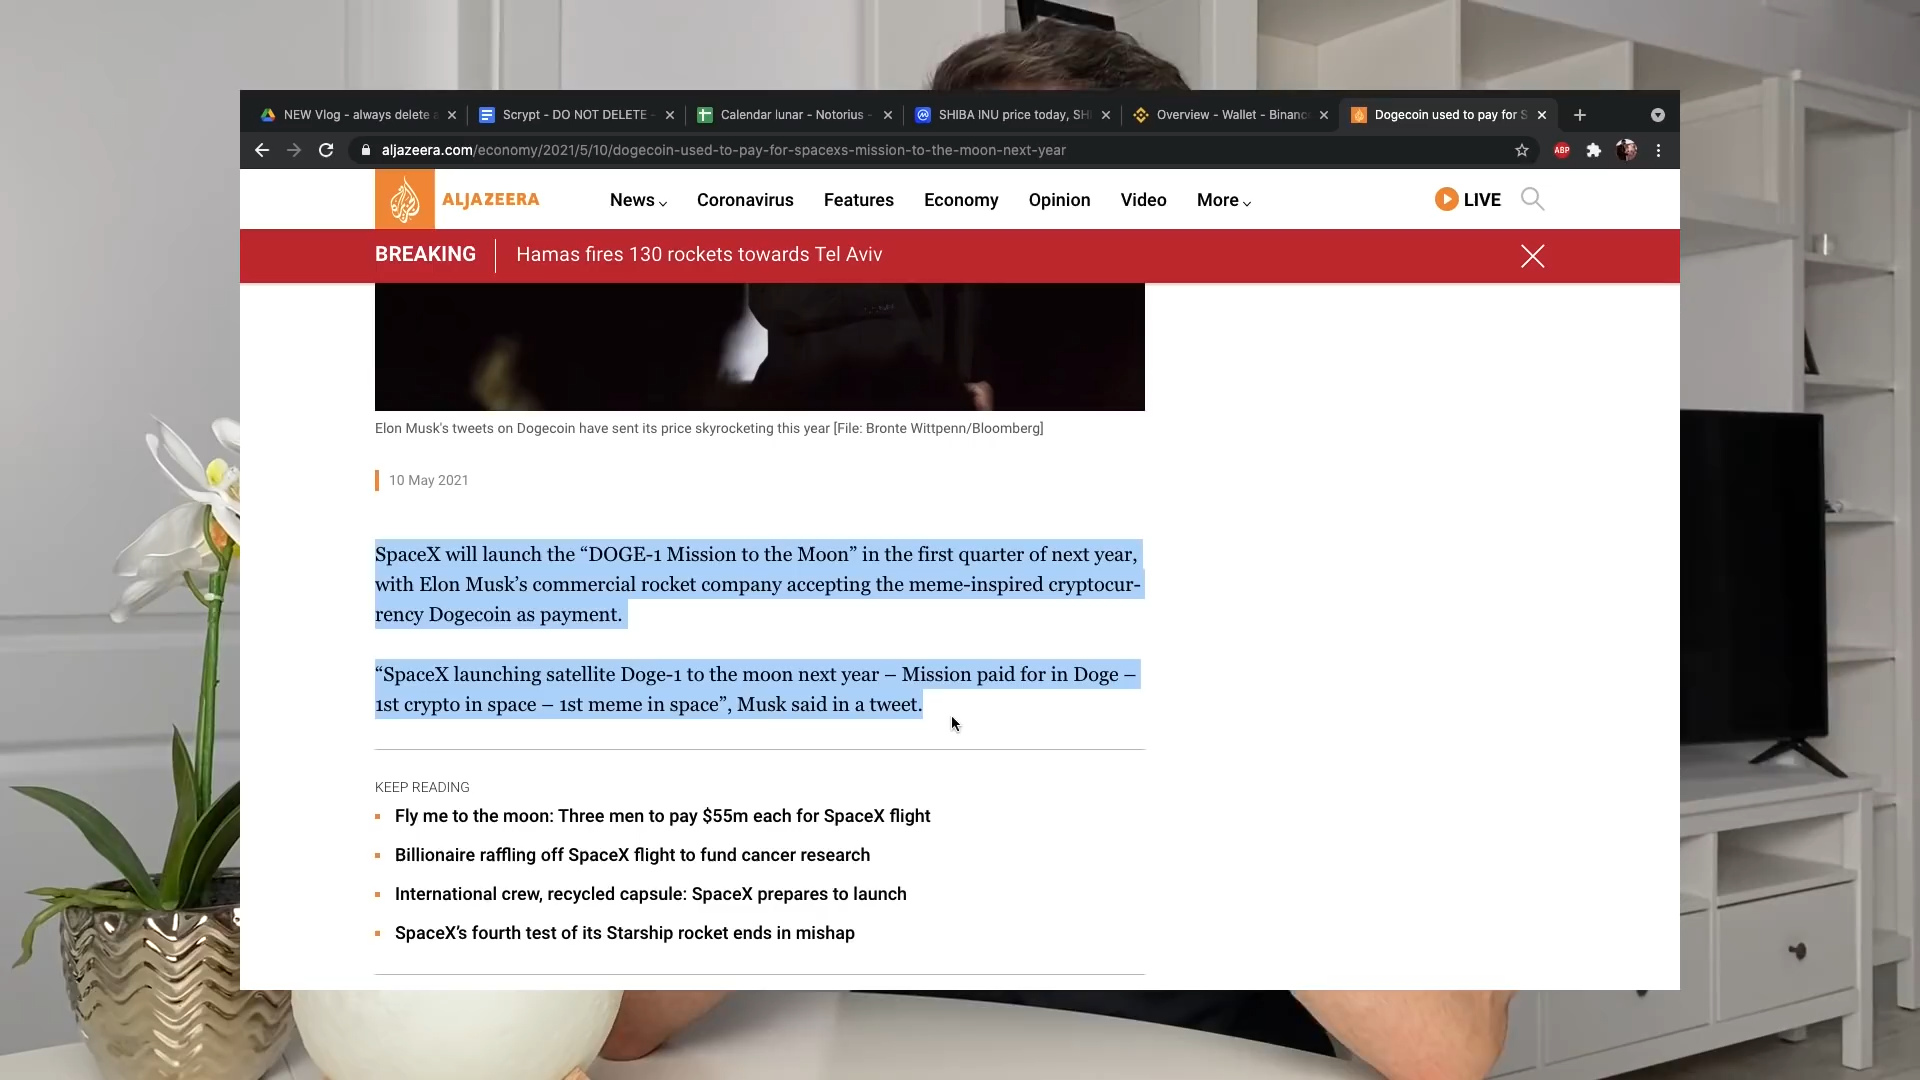 NEW Vlog - always delete a
Scrypt - DO NOT DELETE -
Calendar lunar - Notorius -
SHIBA INU price today, SHI
Overview - Wallet - Binanc
Dogecoin used to pay for S
aljazeera.com/economy/2021/5/10/dogecoin-used-to-pay-for-spacexs-mission-to-the-moon-next-year
ABP
ALJAZEERA
News
Coronavirus
Features
Economy
Opinion
Video
More
LIVE
BREAKING
Hamas fires 130 rockets towards Tel Aviv
Elon Musk's tweets on Dogecoin have sent its price skyrocketing this year [File: Bronte Wittpenn/Bloomberg]
10 May 2021
SpaceX will launch the “DOGE-1 Mission to the Moon” in the first quarter of next year,
with Elon Musk’s commercial rocket company accepting the meme-inspired cryptocur-
rency Dogecoin as payment.
“SpaceX launching satellite Doge-1 to the moon next year – Mission paid for in Doge –
1st crypto in space – 1st meme in space”, Musk said in a tweet.
KEEP READING
Fly me to the moon: Three men to pay $55m each for SpaceX flight
Billionaire raffling off SpaceX flight to fund cancer research
International crew, recycled capsule: SpaceX prepares to launch
SpaceX’s fourth test of its Starship rocket ends in mishap